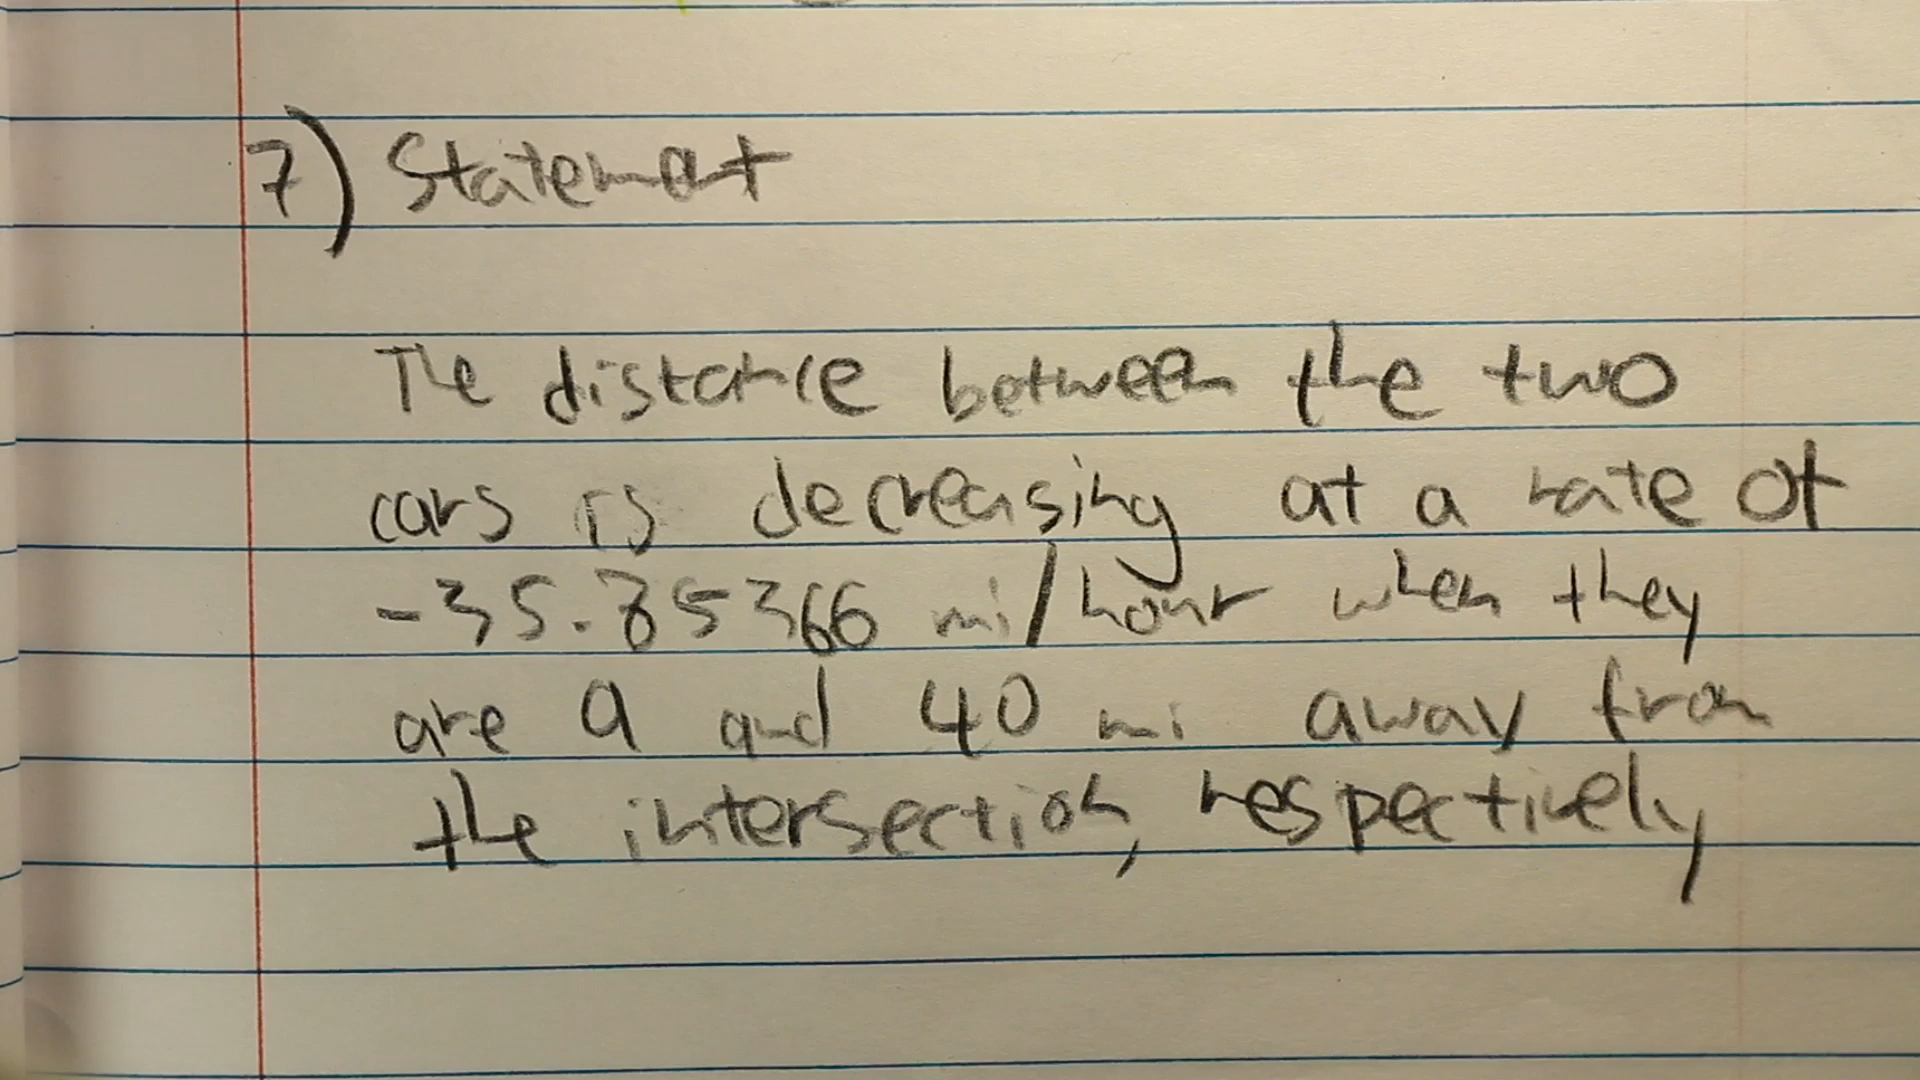 7) Statement
The distance between the two
cars is decreasing at a rate of
-35.85366 mi/hour when they
are 9 and 40 mi away from
the intersection, respectively